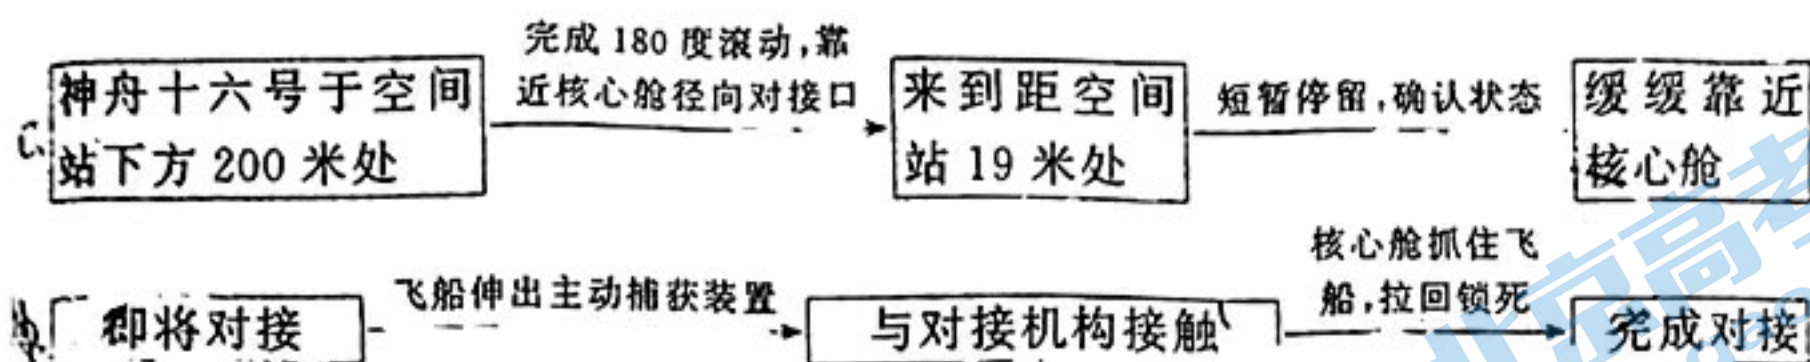 完成180度滚动,靠
近核心舱径向对接口
C.
神舟十六号于空间
站下方200米处
来到距空间
站19米处
短暂停留,确认状态
缓缓靠近
核心舱
核心舱抓住飞
船,拉回锁死
飞船伸出主动捕获装置
即将对接
与对接机构接触
完成对接
北京高考